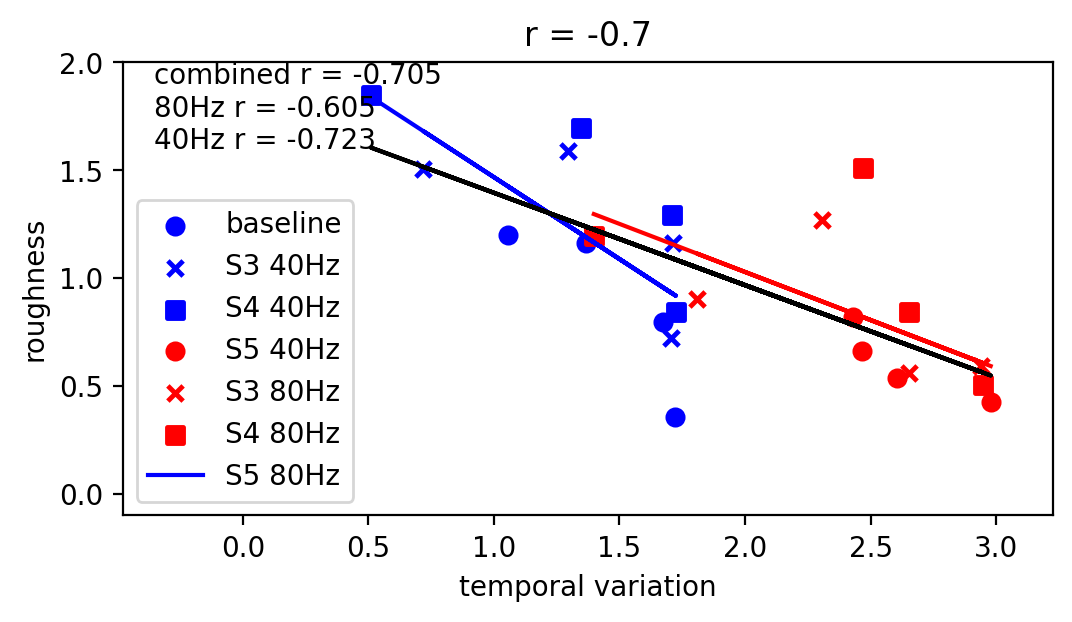 r = -0.7
combined r = -0.705
80Hz r = -0.605
40Hz r = -0.723
baseline
S3 40Hz
S4 40Hz
S5 40Hz
S3 80Hz
S4 80Hz
S5 80Hz
roughness
2.0
1.5
1.0
0.5
0.0
0.0 0.5 1.0 1.5 2.0 2.5 3.0
temporal variation